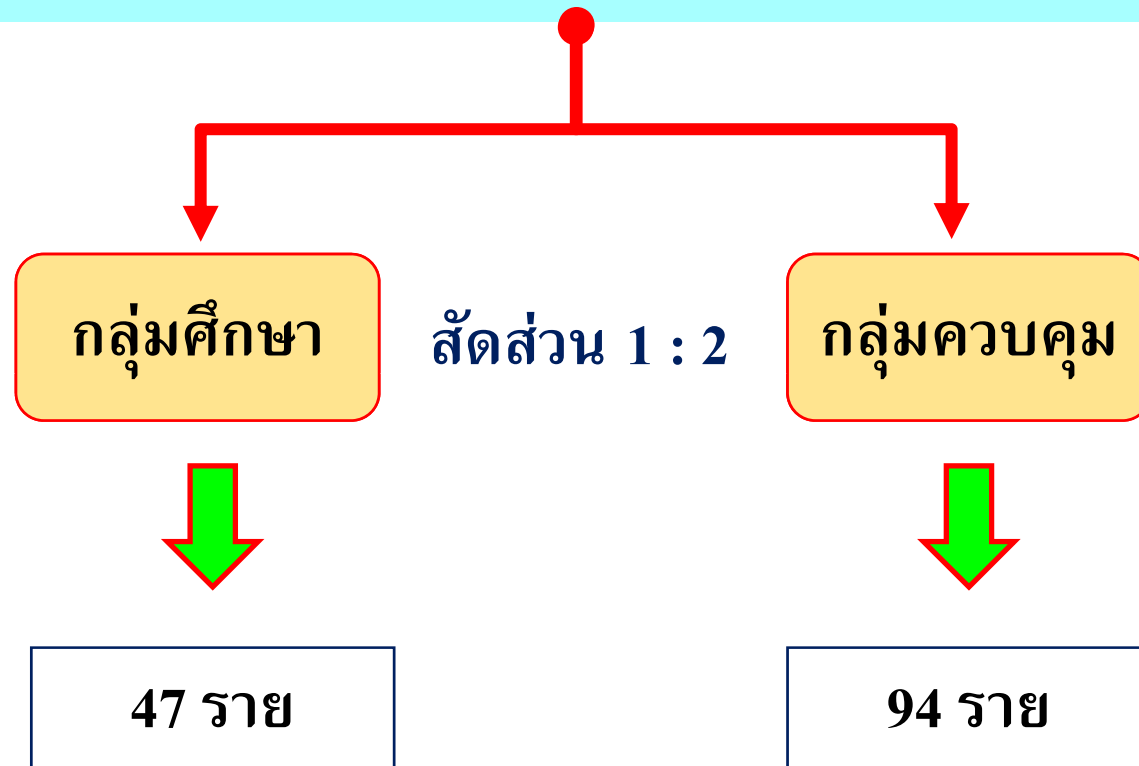 กลุ่มศึกษา
สัดส่วน 1 : 2
กลุ่มควบคุม
47 ราย
94 ราย